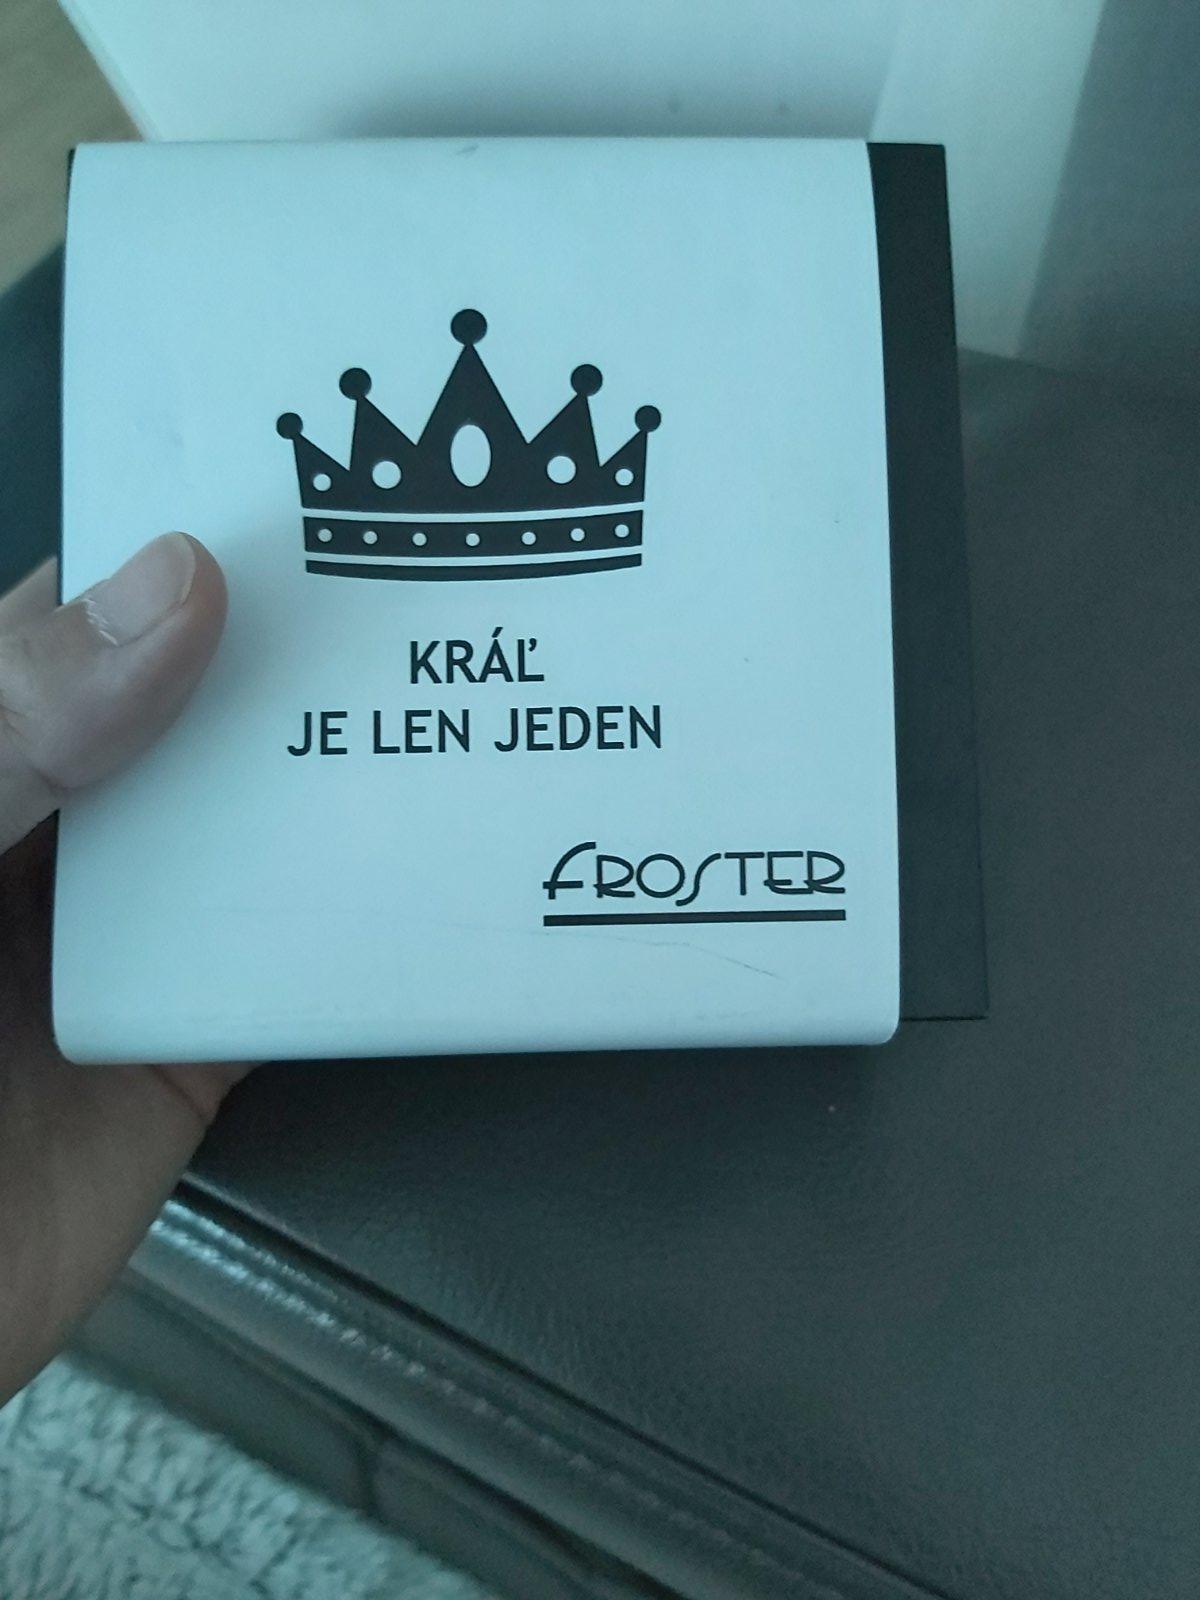 KRÁĽ
JE LEN JEDEN
FROSTER